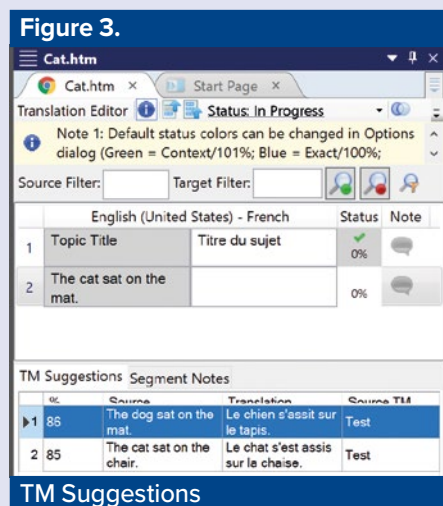 Figure 3.
Cat.htm
Cat.htm × Start Page ×
Translation Editor Status: In Progress
Note 1: Default status colors can be changed in Options
dialog (Green = Context/101%; Blue = Exact/100%;
Source Filter: Target Filter:
English (United States) - French Status Note
1 Topic Title Titre du sujet 0%
2 The cat sat on the
mat. 0%
TM Suggestions Segment Notes
% Source Translation Source TM
1 86 The dog sat on the
mat. Le chien s'assit sur
le tapis. Test
2 85 The cat sat on the
chair. Le chat s'est assis
sur la chaise. Test
TM Suggestions